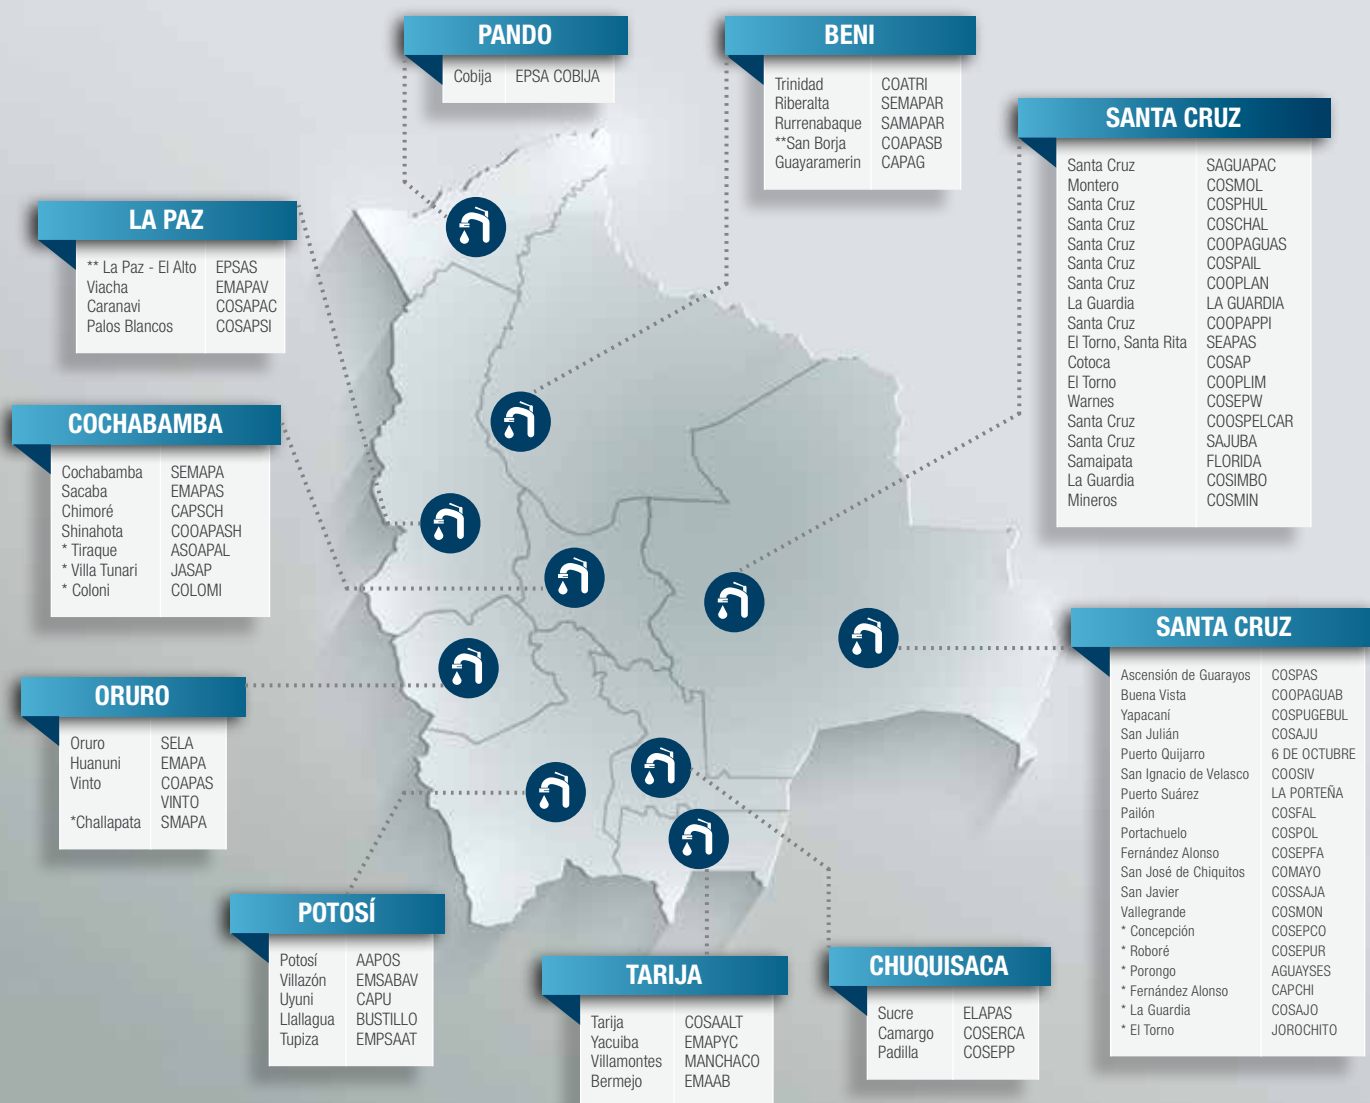 PANDO
Cobija EPSA COBIJA
BENI
Trinidad COATRI
Riberalta SEMAPAR
Rurrenabaque SAMAPAR
**San Borja COAPASB
Guayaramerin CAPAG
SANTA CRUZ
Santa Cruz SAGUAPAC
Montero COSMOL
Santa Cruz COSPHUL
Santa Cruz COSCHAL
Santa Cruz COOPAGUAS
Santa Cruz COSPAIL
Santa Cruz COOPLAN
La Guardia LA GUARDIA
Santa Cruz COOPAPPI
El Torno, Santa Rita SEAPAS
Cotoca COSAP
El Torno COOPLIM
Warnes COSEPW
Santa Cruz COOSPELCAR
Santa Cruz SAJUBA
Samaipata FLORIDA
La Guardia COSIMBO
Mineros COSMIN
LA PAZ
** La Paz - El Alto EPSAS
Viacha EMAPAV
Caranavi COSAPAC
Palos Blancos COSAPSI
COCHABAMBA
Cochabamba SEMAPA
Sacaba EMAPAS
Chimoré CAPSCH
Shinahota COOAPASH
* Tiraque ASOAPAL
* Villa Tunari JASAP
* Coloni COLOMI
SANTA CRUZ
Ascensión de Guarayos COSPAS
Buena Vista COOPAGUAB
Yapacaní COSPUGEBUL
San Julián COSAJU
Puerto Quijarro 6 DE OCTUBRE
San Ignacio de Velasco COOSIV
Puerto Suárez LA PORTEÑA
Pailón COSFAL
Portachuelo COSPOL
Fernández Alonso COSEPFA
San José de Chiquitos COMAYO
San Javier COSSAJA
Vallegrande COSMON
* Concepción COSEPCO
* Roboré COSEPUR
* Porongo AGUAYSES
* Fernández Alonso CAPCHI
* La Guardia COSAJO
* El Torno JOROCHITO
ORURO
Oruro SELA
Huanuni EMAPA
Vinto COAPAS
VINTO
*Challapata SMAPA
POTOSÍ
Potosí AAPOS
Villazón EMSABAV
Uyuni CAPU
Llallagua BUSTILLO
Tupiza EMPSAAT
TARIJA
Tarija COSAALT
Yacuiba EMAPYC
Villamontes MANCHACO
Bermejo EMAAB
CHUQUISACA
Sucre ELAPAS
Camargo COSERCA
Padilla COSEPP